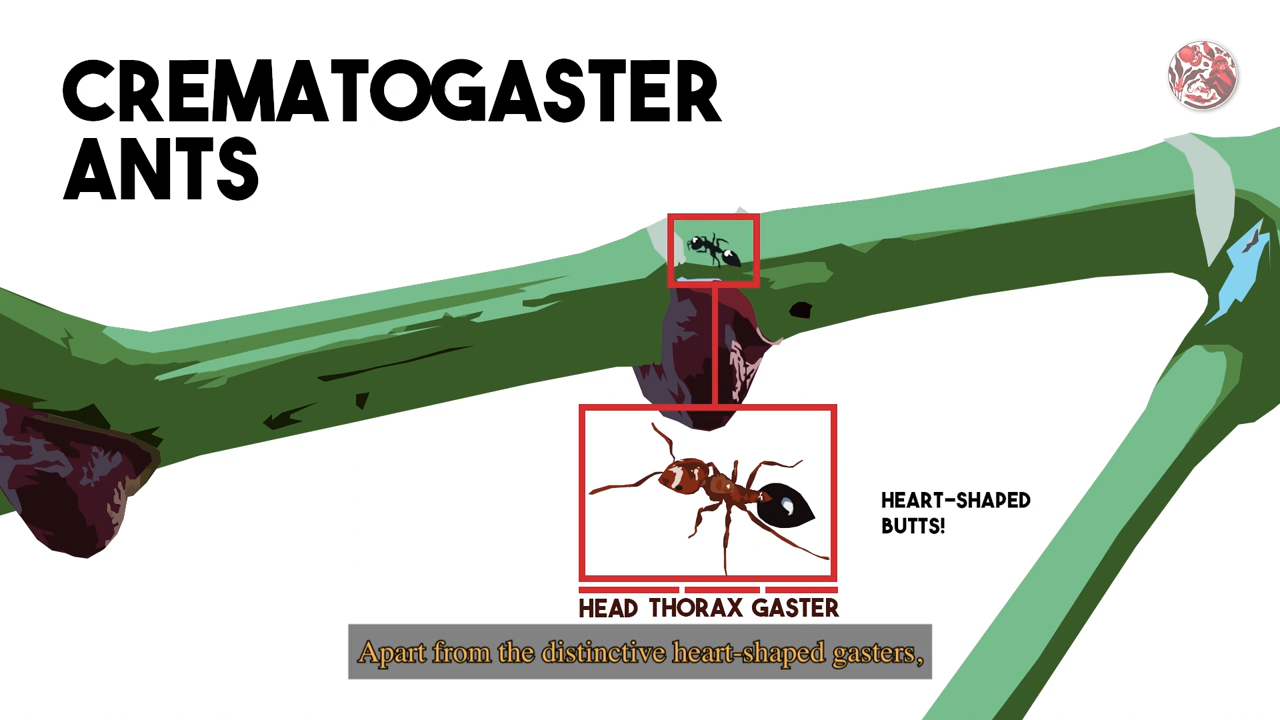 CREMATOGASTER
ANTS
HEART-SHAPED
BUTTS!
HEAD THORAX GASTER
Apart from the distinctive heart-shaped gasters,